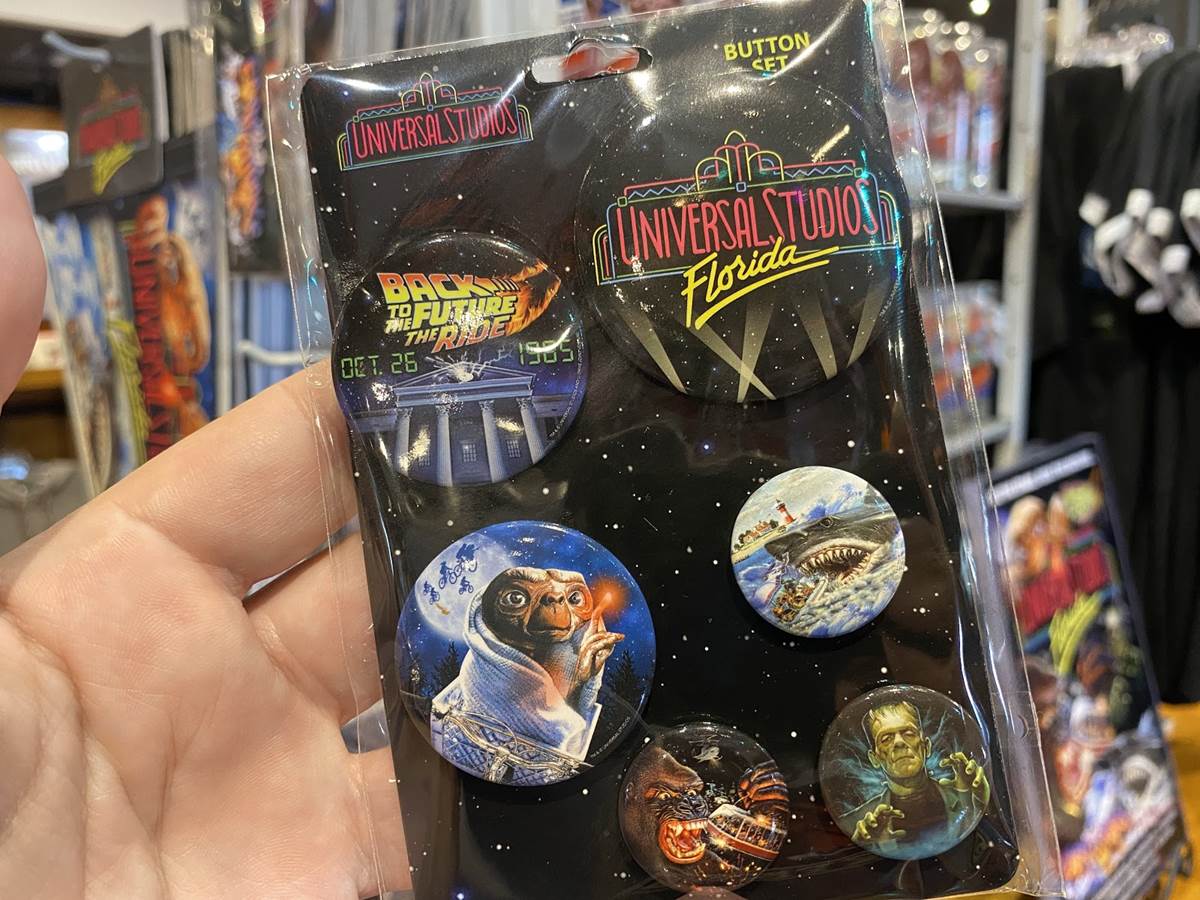 BUTTON
SET
UNIVERSAL STUDIOS
UNIVERSAL STUDIOS
Florida
BACK
TO THE FUTURE
THE RIDE
OCT. 26 1985